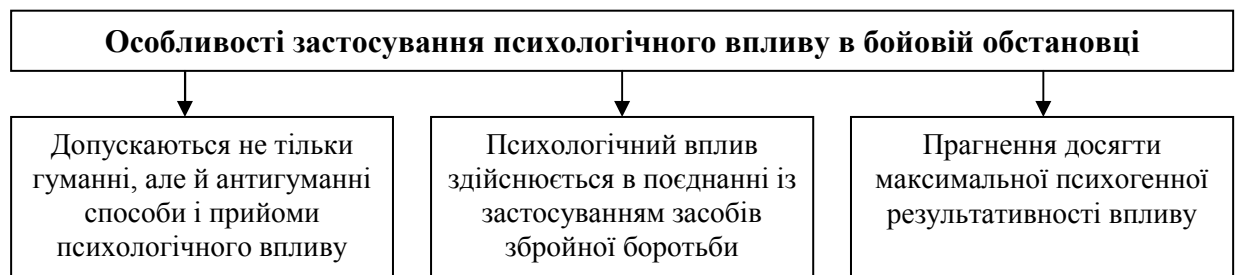 Особливості застосування психологічного впливу в бойовій обстановці
Допускаються не тільки
гуманні, але й антигуманні
способи і прийоми
психологічного впливу
Психологічний вплив
здійснюється в поєднанні із
застосуванням засобів
збройної боротьби
Прагнення досягти
максимальної психогенної
результативності впливу